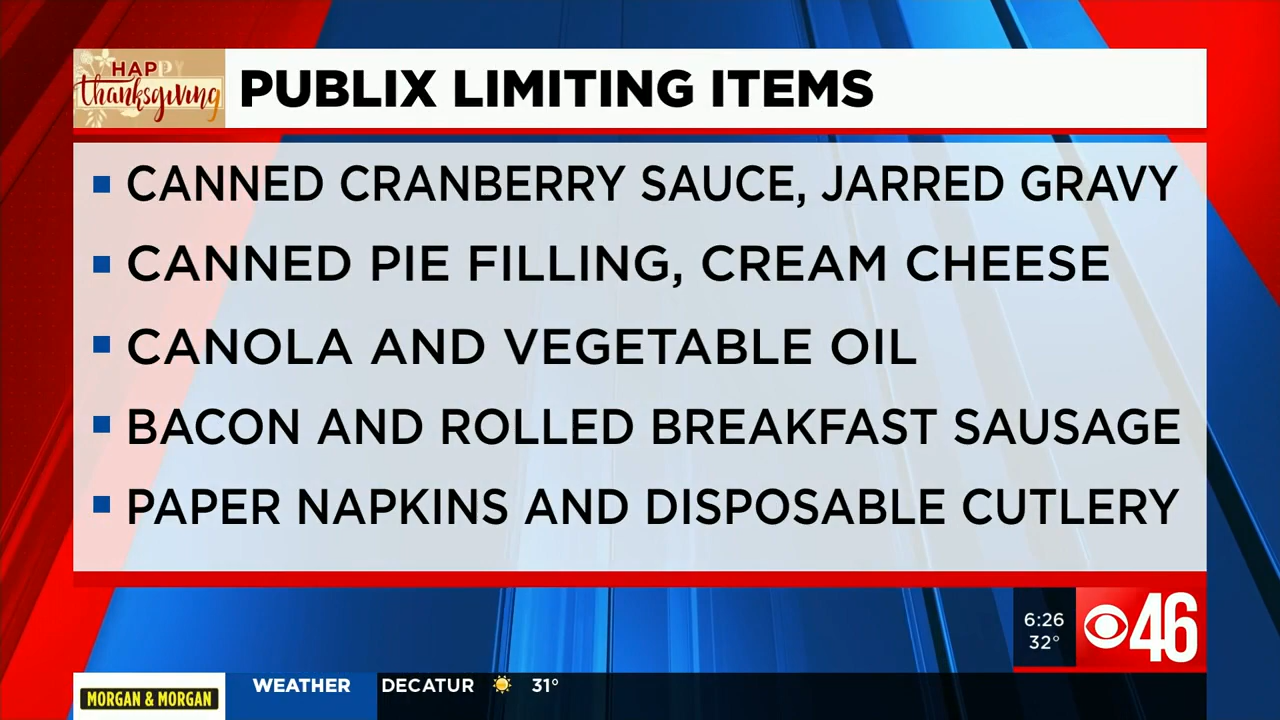 HAPPY
thanksgiving
PUBLIX LIMITING ITEMS
CANNED CRANBERRY SAUCE, JARRED GRAVY
CANNED PIE FILLING, CREAM CHEESE
CANOLA AND VEGETABLE OIL
BACON AND ROLLED BREAKFAST SAUSAGE
PAPER NAPKINS AND DISPOSABLE CUTLERY
6:26
32°
46
MORGAN & MORGAN
WEATHER DECATUR 31°